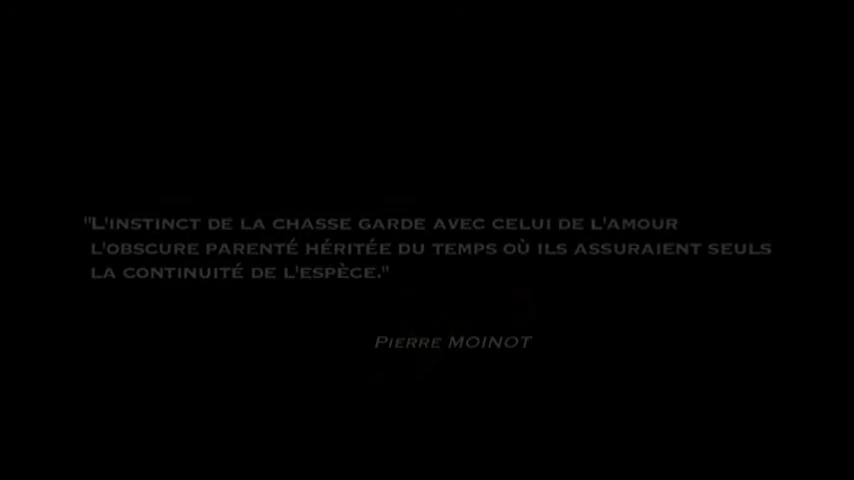 "L'INSTINCT DE LA CHASSE GARDE AVEC CELUI DE L'AMOUR
L'OBSCURE PARENTÉ HÉRITÉE DU TEMPS OÙ ILS ASSURAIENT SEULS
LA CONTINUITÉ DE L'ESPÈCE."
PIERRE MOINOT